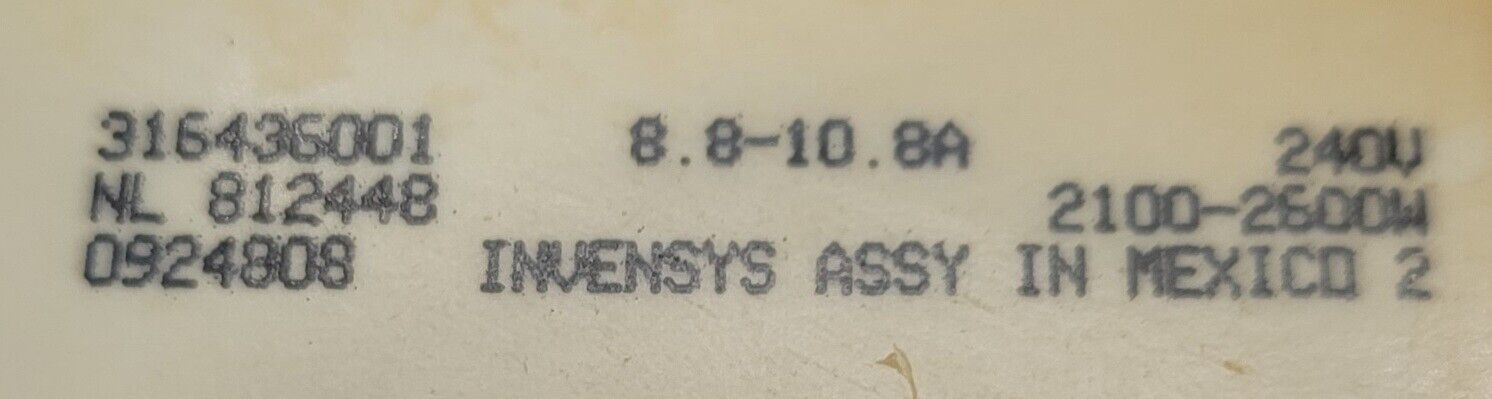 316436001 8.8-10.8A 240V
NL 812448 2100-2600W
0924808 INVENSYS ASSY IN MEXICO 2